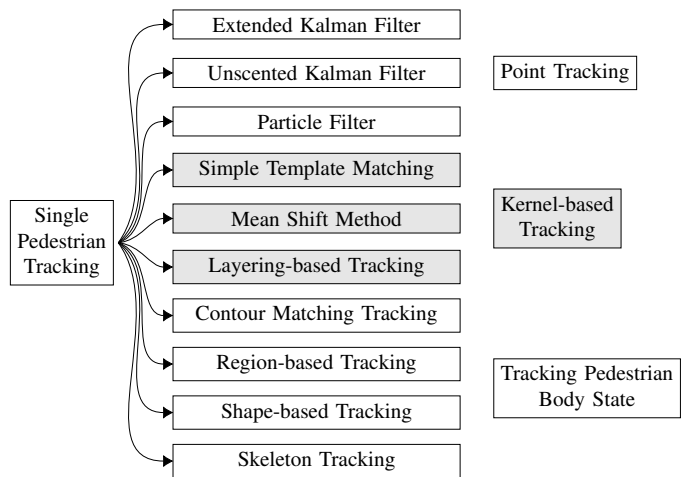 Single
Pedestrian
Tracking
Extended Kalman Filter
Unscented Kalman Filter
Particle Filter
Simple Template Matching
Mean Shift Method
Layering-based Tracking
Contour Matching Tracking
Region-based Tracking
Shape-based Tracking
Skeleton Tracking
Point Tracking
Kernel-based
Tracking
Tracking Pedestrian
Body State